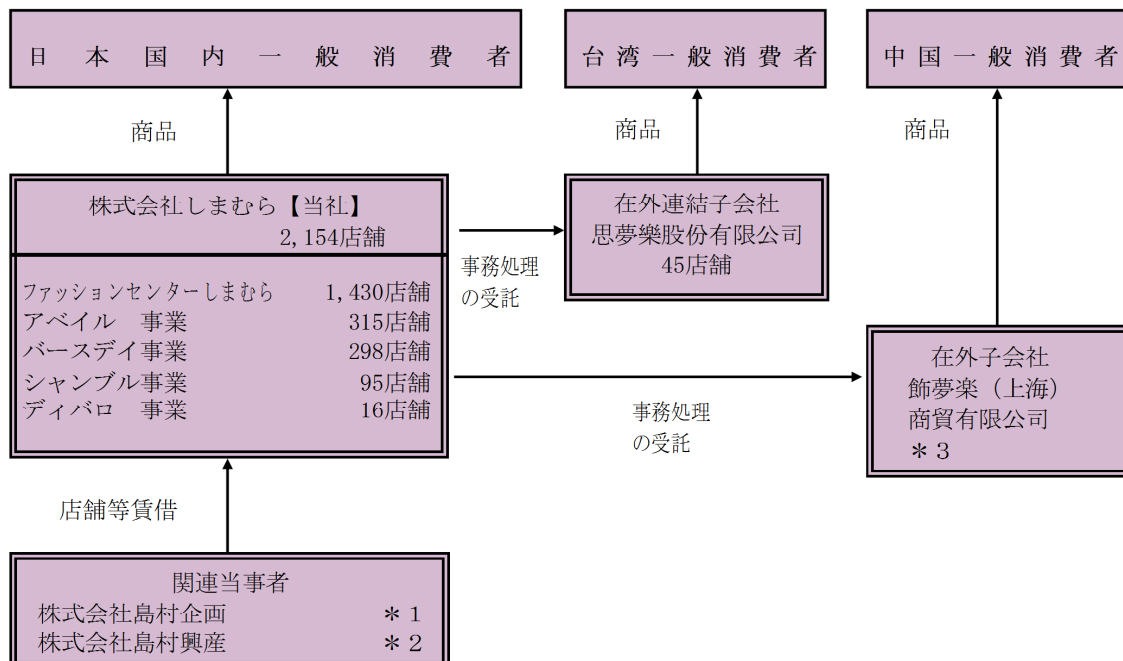 日本国内一般消費者
台湾一般消費者
中国一般消費者
商品
商品
商品
株式会社しまむら【当社】
2,154店舗
ファッションセンターしまむら 1,430店舗
アベイル 事業 315店舗
バースデイ事業 298店舗
シャンブル事業 95店舗
ディバロ 事業 16店舗
事務処理
の受託
在外連結子会社
思夢樂股份有限公司
45店舗
事務処理
の受託
在外子会社
飾夢楽（上海）
商貿有限公司
＊３
店舗等賃借
関連当事者
株式会社島村企画 ＊１
株式会社島村興産 ＊２